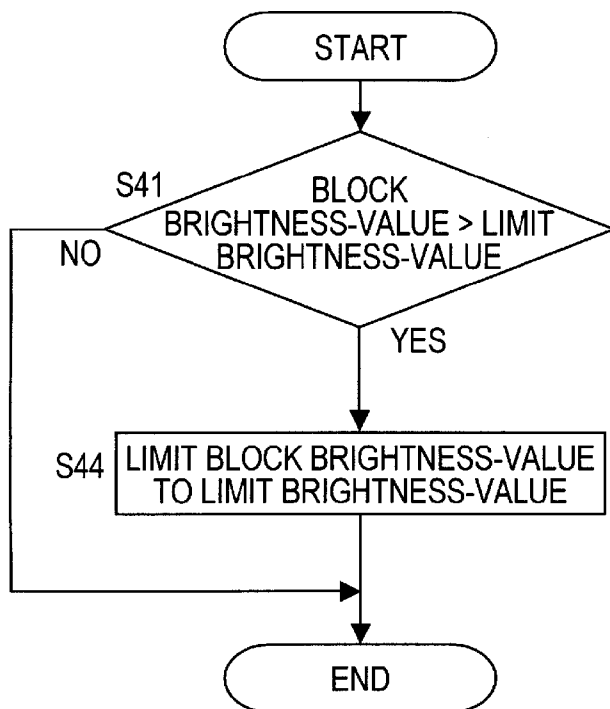 START
S41
BLOCK
BRIGHTNESS-VALUE > LIMIT
BRIGHTNESS-VALUE
NO
YES
S44
LIMIT BLOCK BRIGHTNESS-VALUE
TO LIMIT BRIGHTNESS-VALUE
END